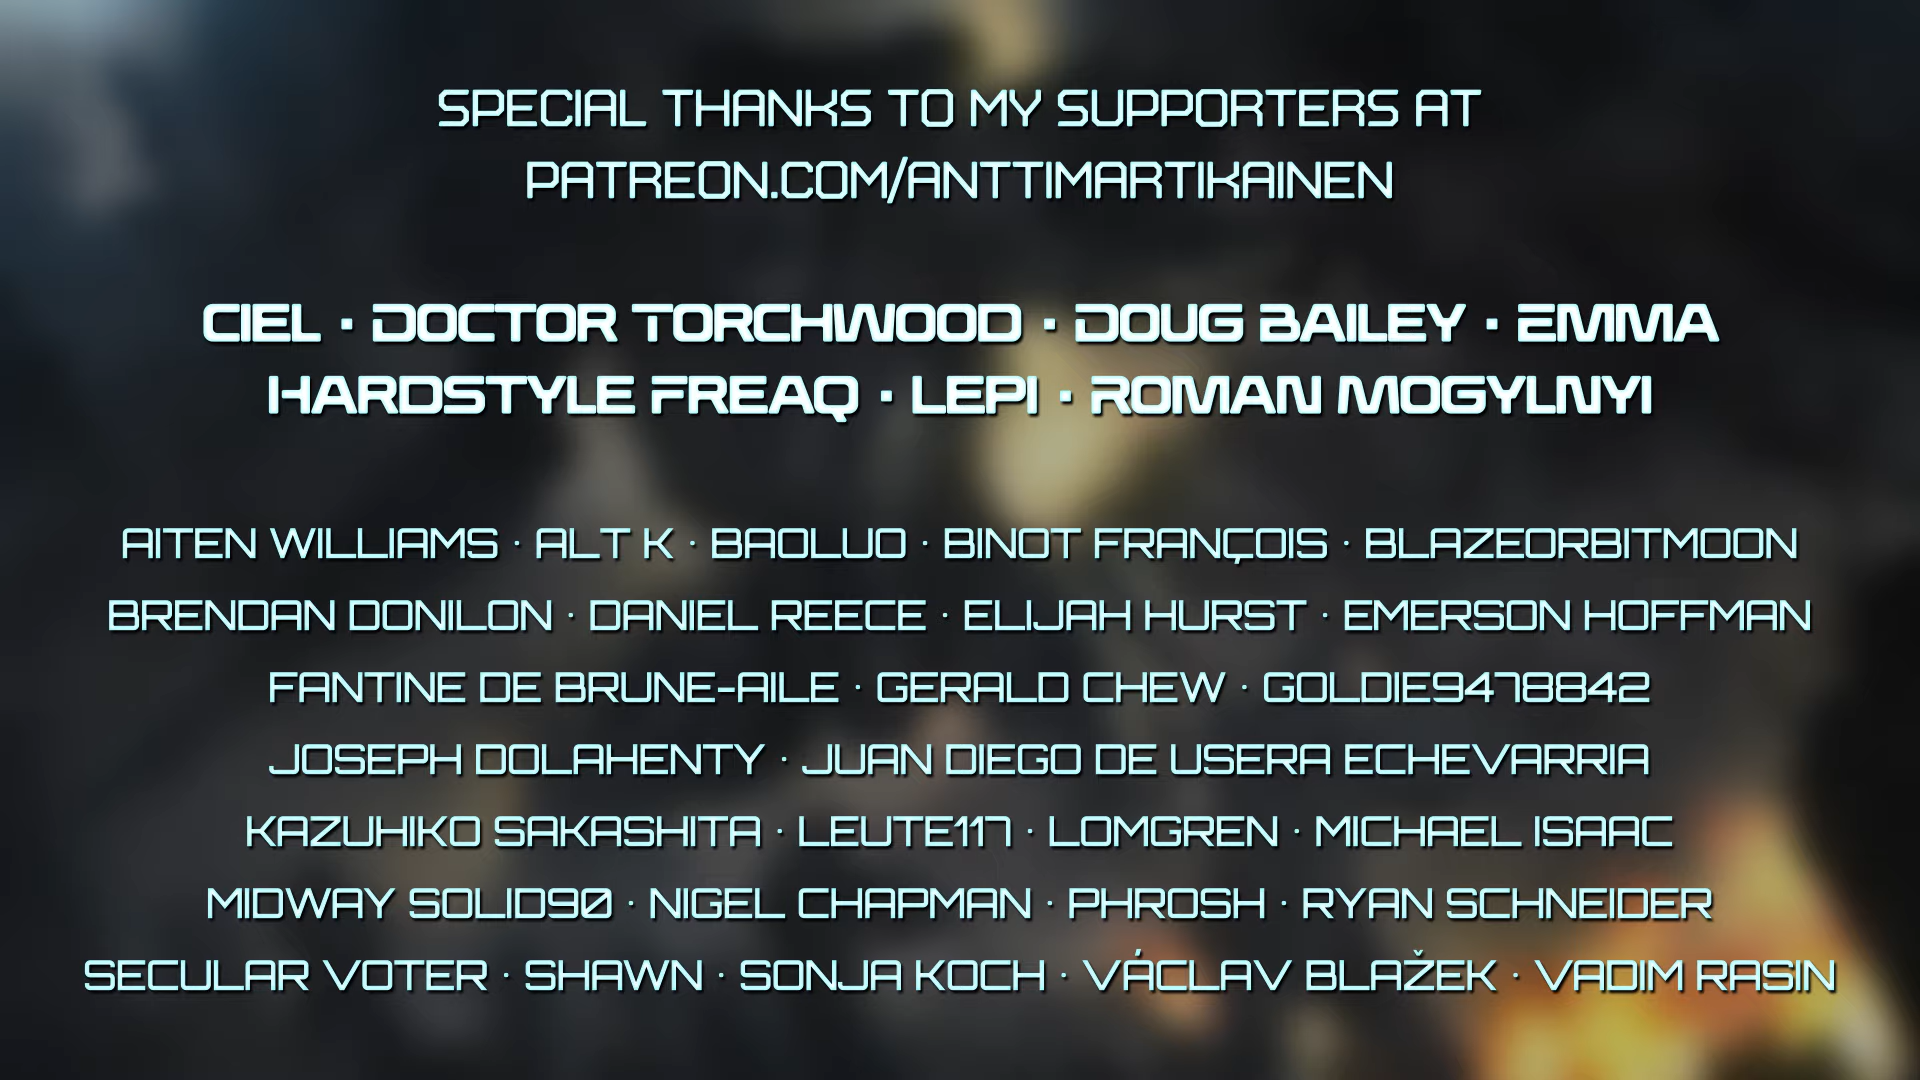 SPECIAL THANKS TO MY SUPPORTERS AT
PATREON.COM/ANTTIMARTIKAINEN
CIEL · DOCTOR TORCHWOOD · DOUG BAILEY · EMMA
HARDSTYLE FREAQ · LEPI · ROMAN MOGYLNYI
AITEN WILLIAMS · ALT K · BAOLUO · BINOT FRANÇOIS · BLAZEORBITMOON
BRENDAN DONILON · DANIEL REECE · ELIJAH HURST · EMERSON HOFFMAN
FANTINE DE BRUNE-AILE · GERALD CHEW · GOLDIE9478842
JOSEPH DOLAHENTY · JUAN DIEGO DE USERA ECHEVARRIA
KAZUHIKO SAKASHITA · LEUTE117 · LOMGREN · MICHAEL ISAAC
MIDWAY SOLID90 · NIGEL CHAPMAN · PHROSH · RYAN SCHNEIDER
SECULAR VOTER · SHAWN · SONJA KOCH · VÁCLAV BLAŽEK · VADIM RASIN